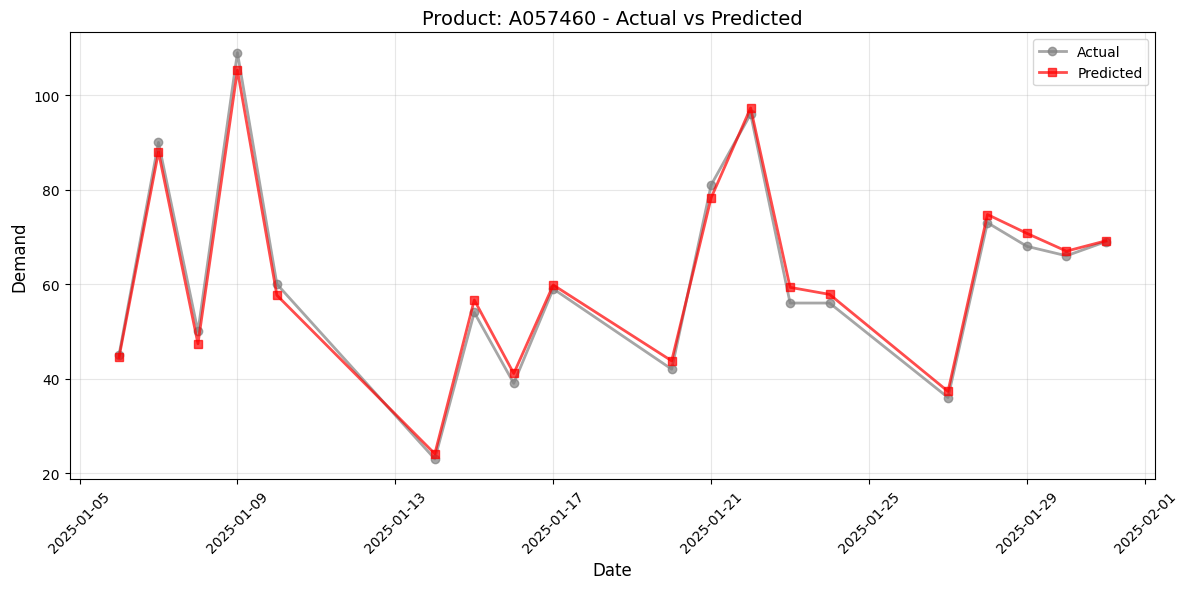 Product: A057460 - Actual vs Predicted
Actual
Predicted
Demand
100
80
60
40
20
2025-01-05
2025-01-09
2025-01-13
2025-01-17
2025-01-21
2025-01-25
2025-01-29
2025-02-01
Date